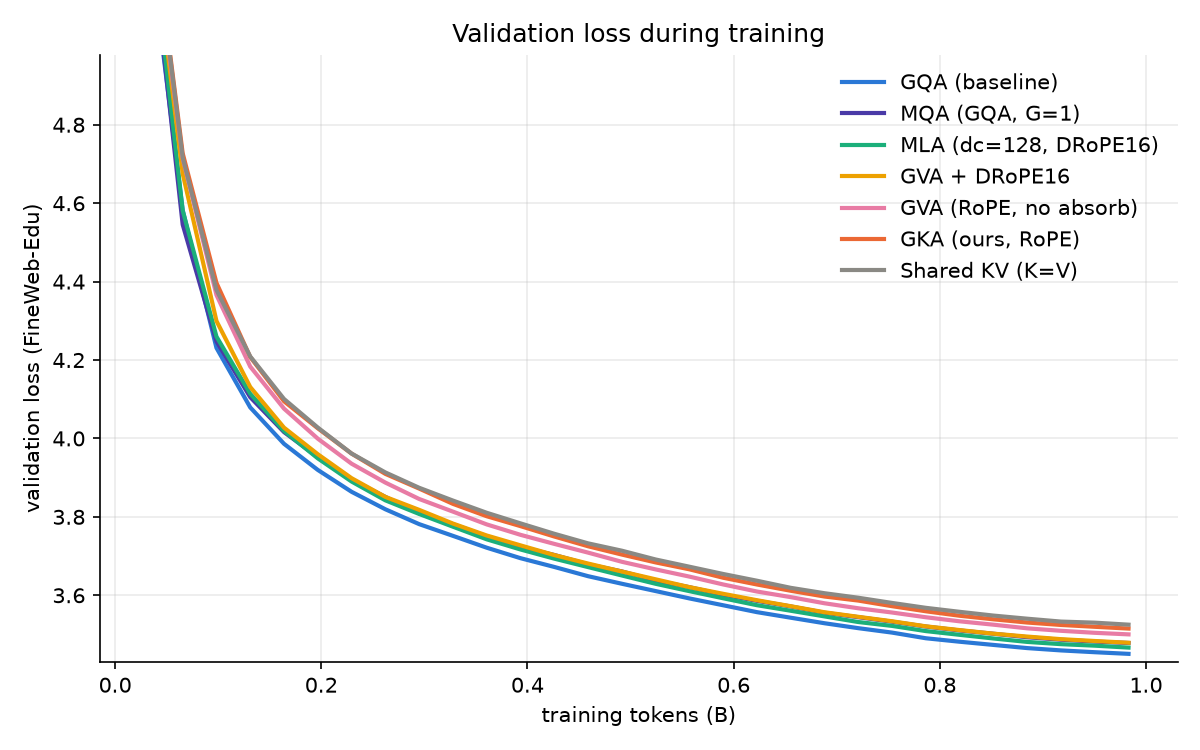 Validation loss during training
GQA (baseline)
MQA (GQA, G=1)
MLA (dc=128, DRoPE16)
GVA + DRoPE16
GVA (RoPE, no absorb)
GKA (ours, RoPE)
Shared KV (K=V)
validation loss (FineWeb-Edu)
4.8
4.6
4.4
4.2
4.0
3.8
3.6
0.0 0.2 0.4 0.6 0.8 1.0
training tokens (B)